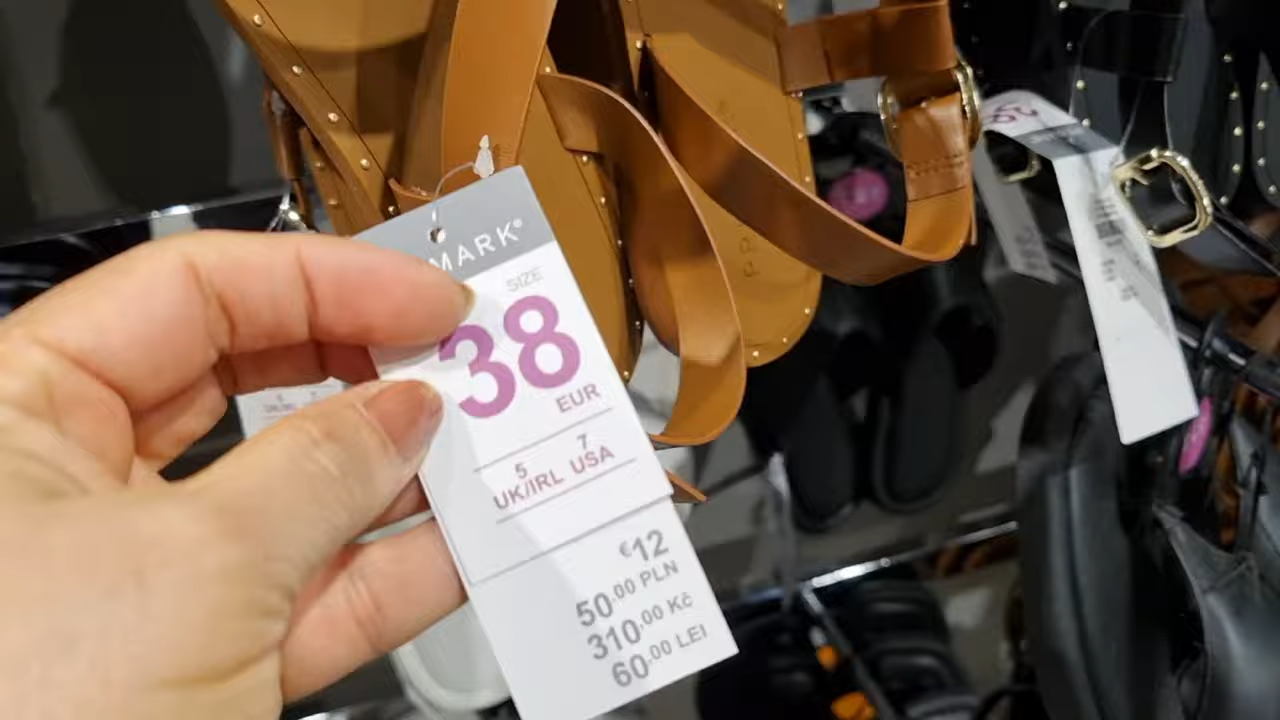 MARK®
SIZE
38
EUR
5 7
UK/IRL USA
€12
50.00 PLN
310.00 Kč
60.00 LEI